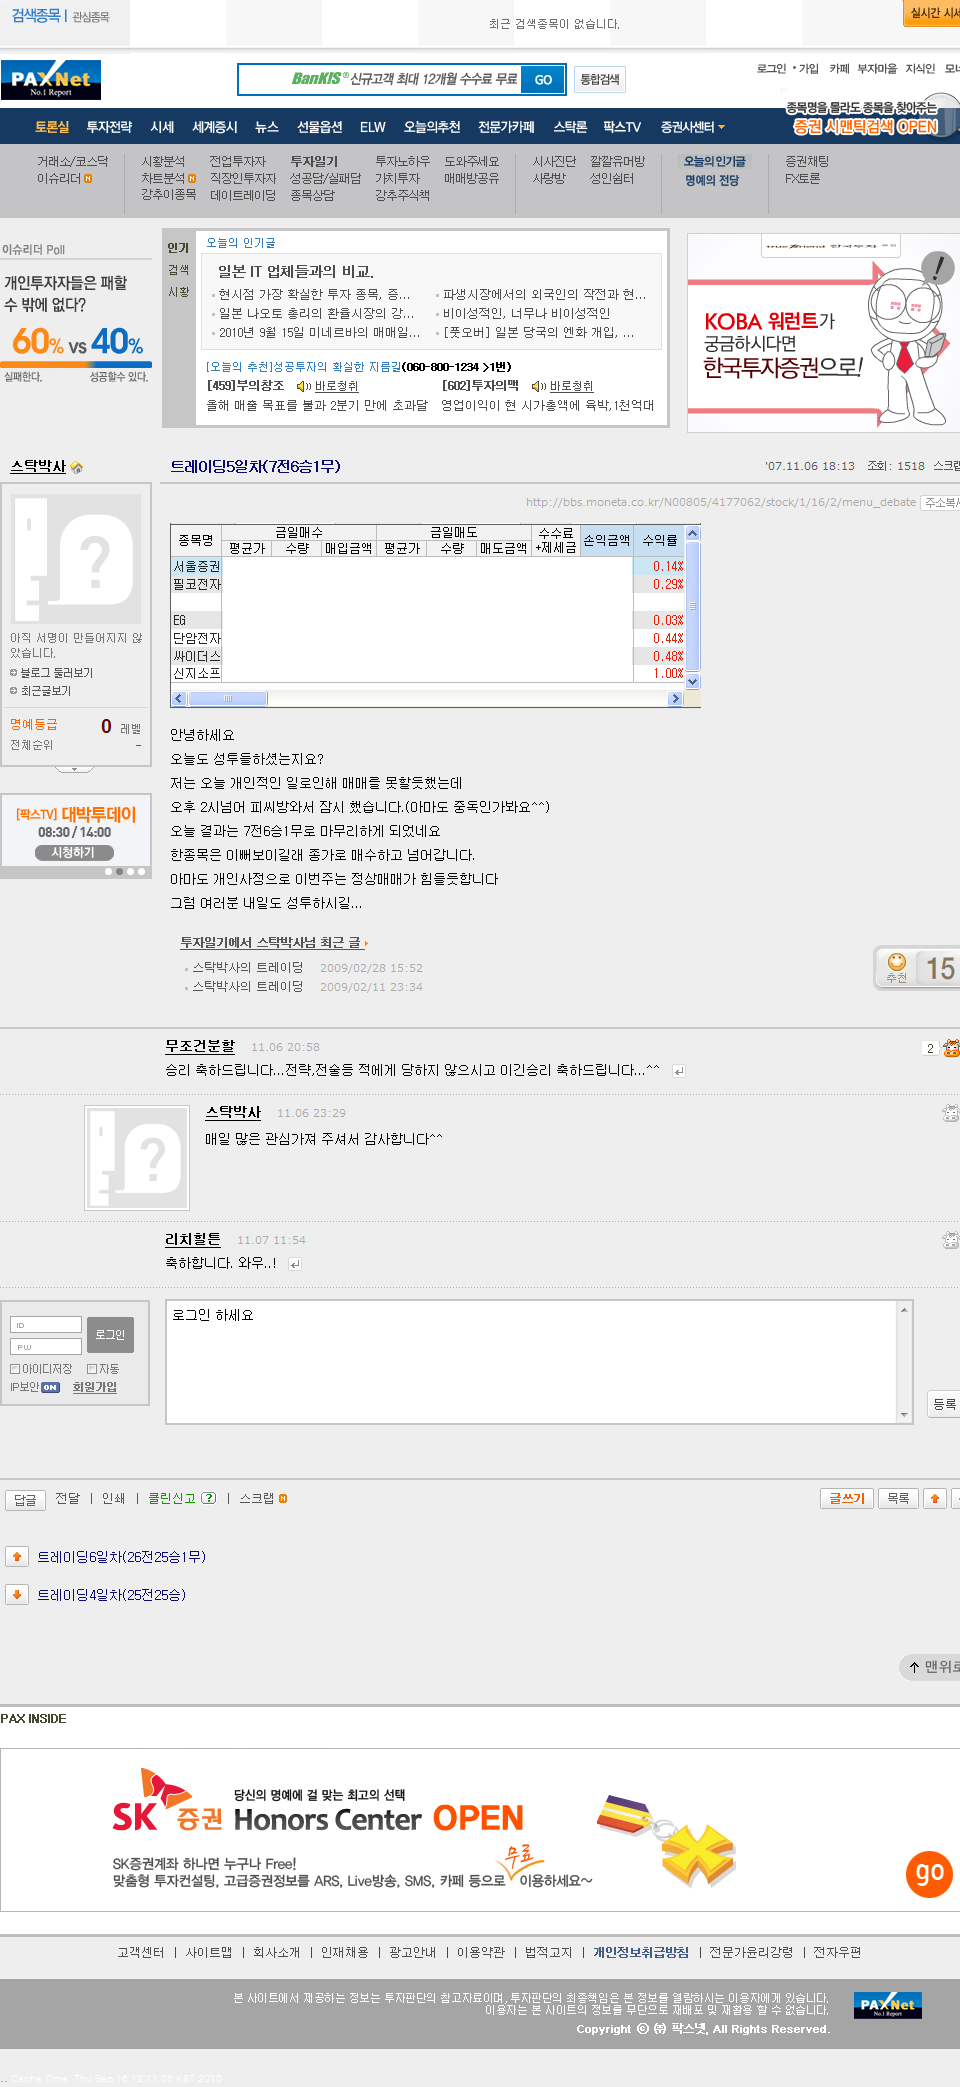 검색종목 | 관심종목
최근 검색종목이 없습니다.
실시간 시세
PAXNet
No.1 Report
BanKIS® 신규고객 최대 12개월 수수료 무료
GO
통합검색
로그인 • 가입 카페 부자마을 지식인
토론실 투자전략 시세 세계증시 뉴스 선물옵션 ELW 오늘의추천 전문가카페 스탁론 팍스TV 증권사센터
종목명을 몰라도 종목을 찾아주는
증권 시맨틱검색 OPEN
거래소/코스닥 시황분석 전업투자자 투자일기 투자노하우 도와주세요 시사진단 깔깔유머방 오늘의 인기글 증권채팅
이슈리더 차트분석 직장인투자자 성공담/실패담 가치투자 매매방공유 사랑방 성인쉼터 명예의 전당 FX토론
강추이종목 데이트레이딩 종목상담 강추주식책
이슈리더 Poll
개인투자자들은 패할
수 밖에 없다?
60% VS 40%
실패한다. 성공할수 있다.
인기
검색
시황
오늘의 인기글
일본 IT 업체들과의 비교.
현시점 가장 확실한 투자 종목, 증... 파생시장에서의 외국인의 작전과 현...
일본 나오토 총리의 환율시장의 강... 비이성적인, 너무나 비이성적인
2010년 9월 15일 미네르바의 매매일... [풋오버] 일본 당국의 엔화 개입, ...
[오늘의 추천]성공투자의 확실한 지름길(060-800-1234 >1번)
[459]부의창조 바로청취 [602]투자의맥 바로청취
올해 매출 목표를 불과 2분기 만에 초과달 영업이익이 현 시가총액에 육박,1천억대
true friend 한국투자
KOBA 워런트가
궁금하시다면
한국투자증권으로!
스탁박사
트레이딩5일차(7전6승1무)
'07.11.06 18:13 조회 : 1518 스크랩
http://bbs.moneta.co.kr/N00805/4177062/stock/1/16/2/menu_debate 주소복사
종목명 금일매수 금일매도 수수료 +제세금 손익금액 수익률
평균가 수량 매입금액 평균가 수량 매도금액
서울증권 0.14%
필코전자 0.29%
EG 0.03%
단암전자 0.44%
싸이더스 0.48%
신지소프 1.00%
아직 서명이 만들어지지 않
았습니다.
블로그 둘러보기
최근글보기
명예등급 0 레벨
전체순위 -
[팍스TV] 대박투데이
08:30 / 14:00
시청하기
안녕하세요
오늘도 성투들하셨는지요?
저는 오늘 개인적인 일로인해 매매를 못할듯했는데
오후 2시넘어 피씨방와서 잠시 했습니다.(아마도 중독인가봐요^^)
오늘 결과는 7전6승1무로 마무리하게 되었네요
한종목은 이뻐보이길래 종가로 매수하고 넘어갑니다.
아마도 개인사정으로 이번주는 정상매매가 힘들듯합니다
그럼 여러분 내일도 성투하시길...
투자일기에서 스탁박사님 최근 글
스탁박사의 트레이딩 2009/02/28 15:52
스탁박사의 트레이딩 2009/02/11 23:34
추천 15
무조건분할 11.06 20:58
2
승리 축하드립니다...전략,전술등 적에게 당하지 않으시고 이긴승리 축하드립니다...^^
스탁박사 11.06 23:29
매일 많은 관심가져 주셔서 감사합니다^^
리치힐튼 11.07 11:54
축하합니다. 와우..!
ID
PW
로그인
아이디저장 자동
IP보안 ON 회원가입
로그인 하세요
등록
답글 전달 | 인쇄 | 클린신고 ? | 스크랩
글쓰기 목록
트레이딩6일차(26전25승1무)
트레이딩4일차(25전25승)
맨위로
PAX INSIDE
SK증권
당신의 명예에 걸 맞는 최고의 선택
Honors Center OPEN
SK증권계좌 하나면 누구나 Free!
무료
맞춤형 투자컨설팅, 고급증권정보를 ARS, Live방송, SMS, 카페 등으로 이용하세요~
go
고객센터 | 사이트맵 | 회사소개 | 인재채용 | 광고안내 | 이용약관 | 법적고지 | 개인정보취급방침 | 전문가윤리강령 | 전자우편
본 사이트에서 제공하는 정보는 투자판단의 참고자료이며, 투자판단의 최종책임은 본 정보를 열람하시는 이용자에게 있습니다.
이용자는 본 사이트의 정보를 무단으로 재배포 및 재활용 할 수 없습니다.
Copyright ⓒ ㈜ 팍스넷, All Rights Reserved.
PAXNet
No.1 Report
.. Cache Time: Thu Sep 16 12:11:06 KST 2010